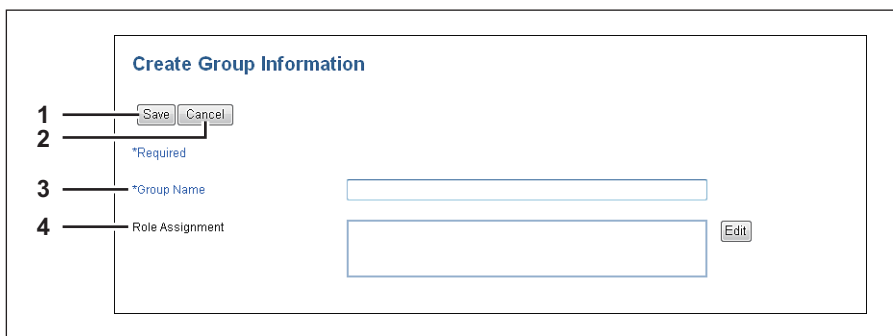 Create Group Information
1 Save Cancel
2
*Required
3 *Group Name
4 Role Assignment Edit